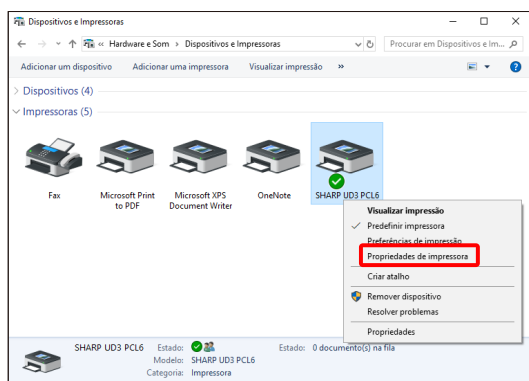 Dispositivos e Impressoras
« Hardware e Som › Dispositivos e Impressoras
Procurar em Dispositivos e Im...
Adicionar um dispositivo Adicionar uma impressora Visualizar impressão »
Dispositivos (4)
Impressoras (5)
Fax
Microsoft Print
to PDF
Microsoft XPS
Document Writer
OneNote
SHARP UD3 PCL6
Visualizar impressão
Predefinir impressora
Preferências de impressão
Propriedades de impressora
Criar atalho
Remover dispositivo
Resolver problemas
Propriedades
SHARP UD3 PCL6 Estado: Estado: 0 documento(s) na fila
Modelo: SHARP UD3 PCL6
Categoria: Impressora